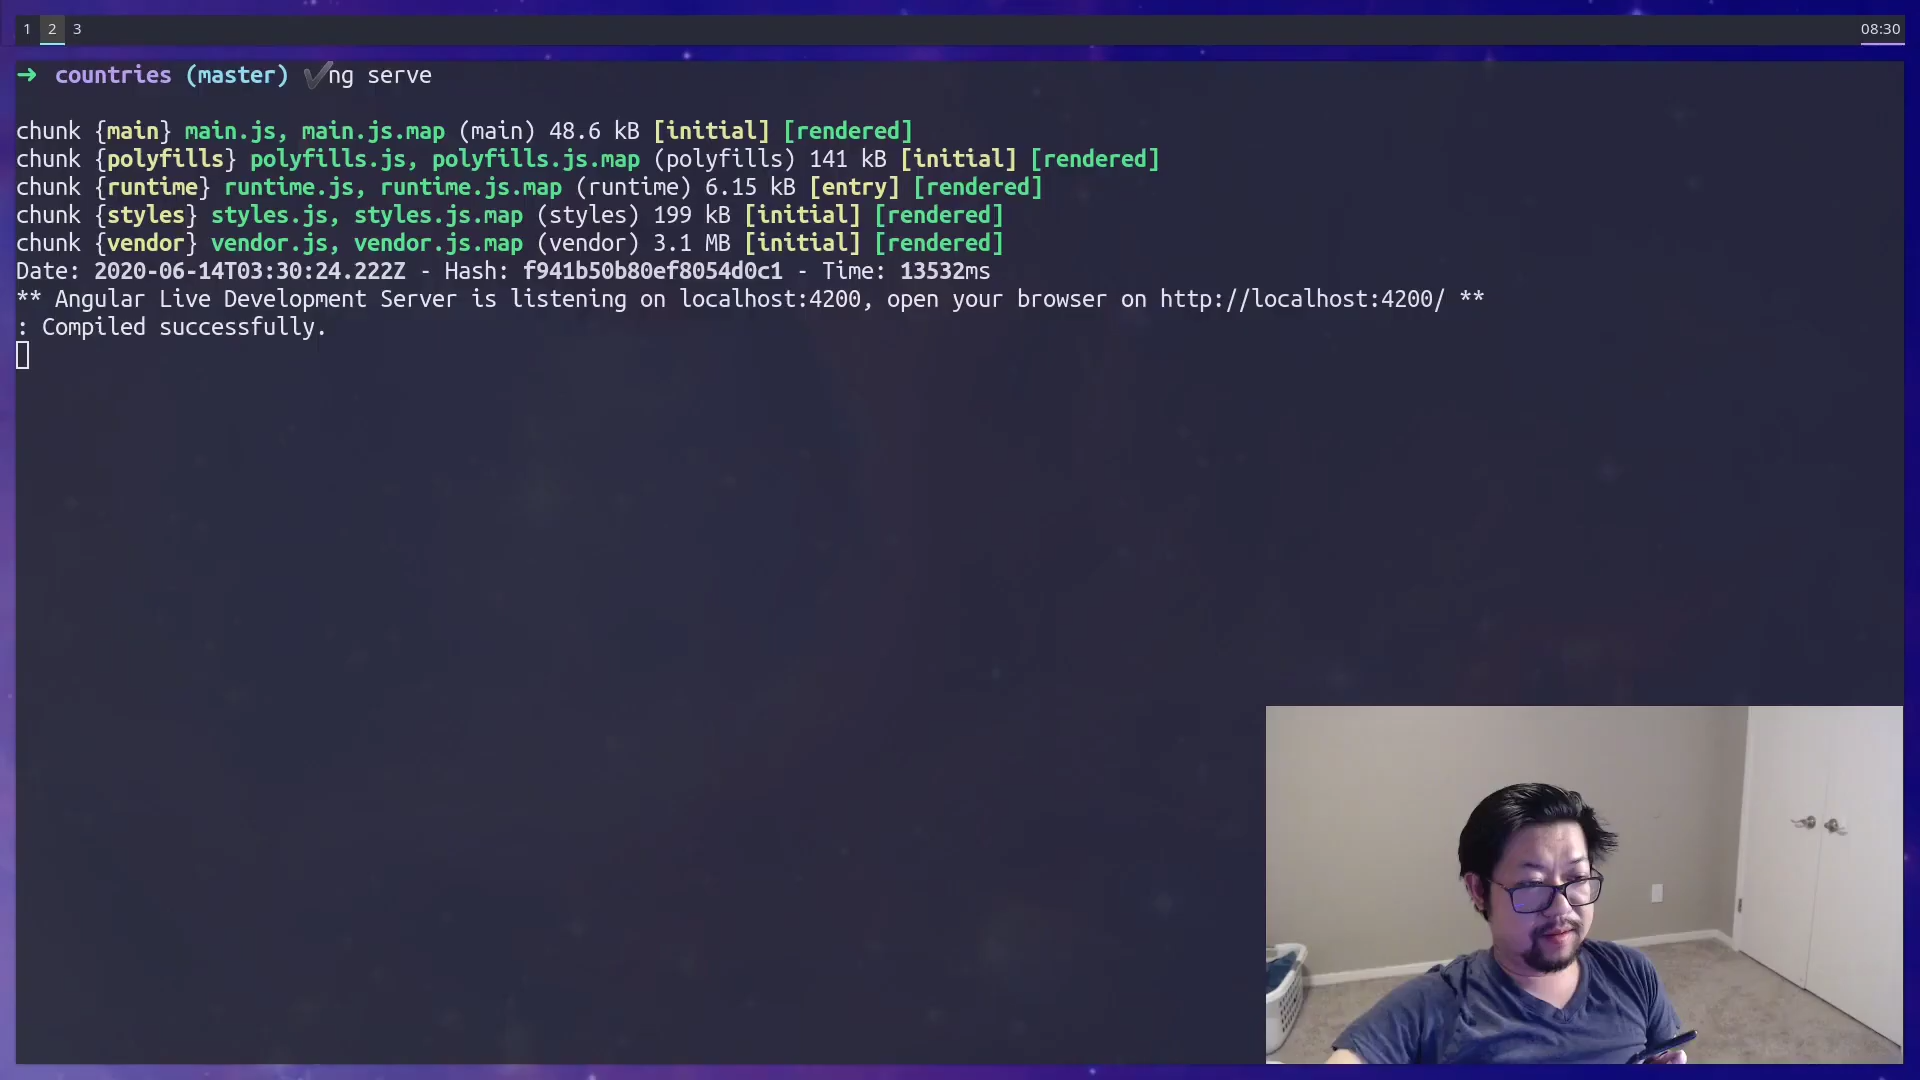 1 2 3 08:30
➜ countries (master) ✔ng serve
chunk {main} main.js, main.js.map (main) 48.6 kB [initial] [rendered]
chunk {polyfills} polyfills.js, polyfills.js.map (polyfills) 141 kB [initial] [rendered]
chunk {runtime} runtime.js, runtime.js.map (runtime) 6.15 kB [entry] [rendered]
chunk {styles} styles.js, styles.js.map (styles) 199 kB [initial] [rendered]
chunk {vendor} vendor.js, vendor.js.map (vendor) 3.1 MB [initial] [rendered]
Date: 2020-06-14T03:30:24.222Z - Hash: f941b50b80ef8054d0c1 - Time: 13532ms
** Angular Live Development Server is listening on localhost:4200, open your browser on http://localhost:4200/ **
: Compiled successfully.